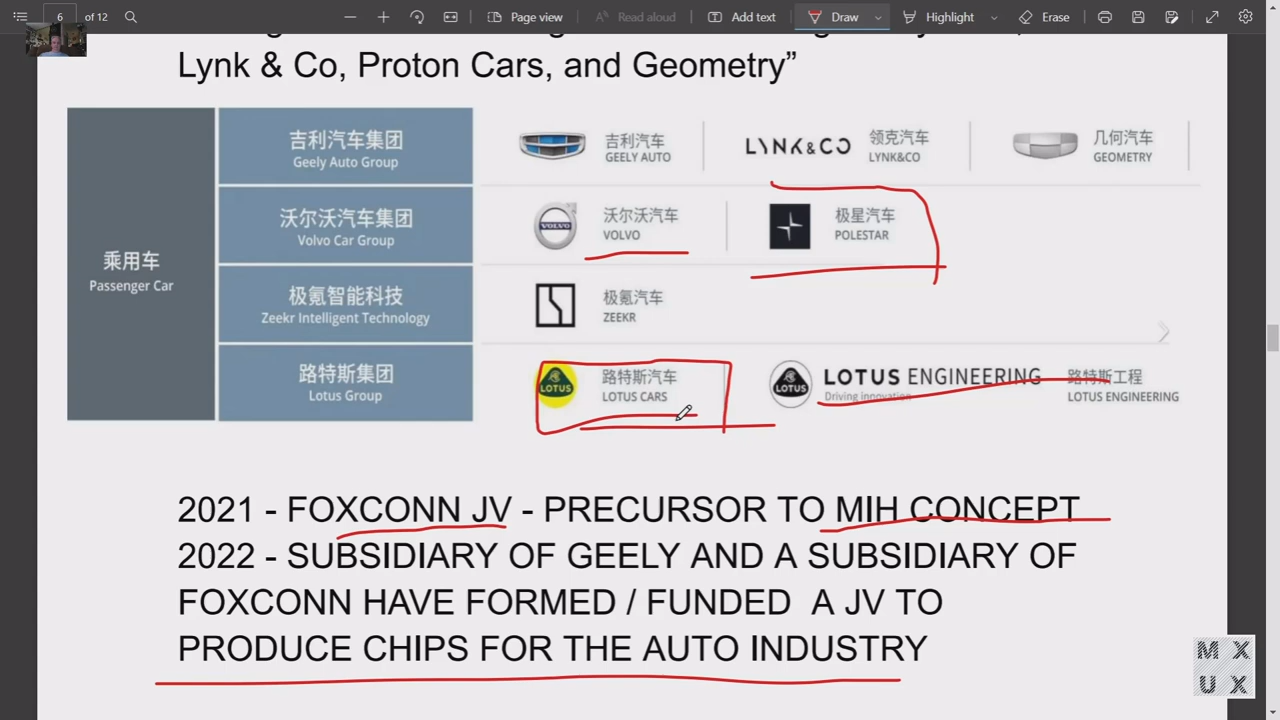 6 of 12 Page view Read aloud Add text Draw Highlight Erase
Lynk & Co, Proton Cars, and Geometry”
乘用车
Passenger Car
吉利汽车集团
Geely Auto Group
吉利汽车
GEELY AUTO
LYNK&CO
领克汽车
LYNK&CO
几何汽车
GEOMETRY
沃尔沃汽车集团
Volvo Car Group
VOLVO
沃尔沃汽车
VOLVO
极星汽车
POLESTAR
极氪智能科技
Zeekr Intelligent Technology
极氪汽车
ZEEKR
路特斯集团
Lotus Group
LOTUS
路特斯汽车
LOTUS CARS
LOTUS
LOTUS ENGINEERING
Driving innovation
路特斯工程
LOTUS ENGINEERING
2021 - FOXCONN JV - PRECURSOR TO MIH CONCEPT
2022 - SUBSIDIARY OF GEELY AND A SUBSIDIARY OF
FOXCONN HAVE FORMED / FUNDED A JV TO
PRODUCE CHIPS FOR THE AUTO INDUSTRY
M X
U X